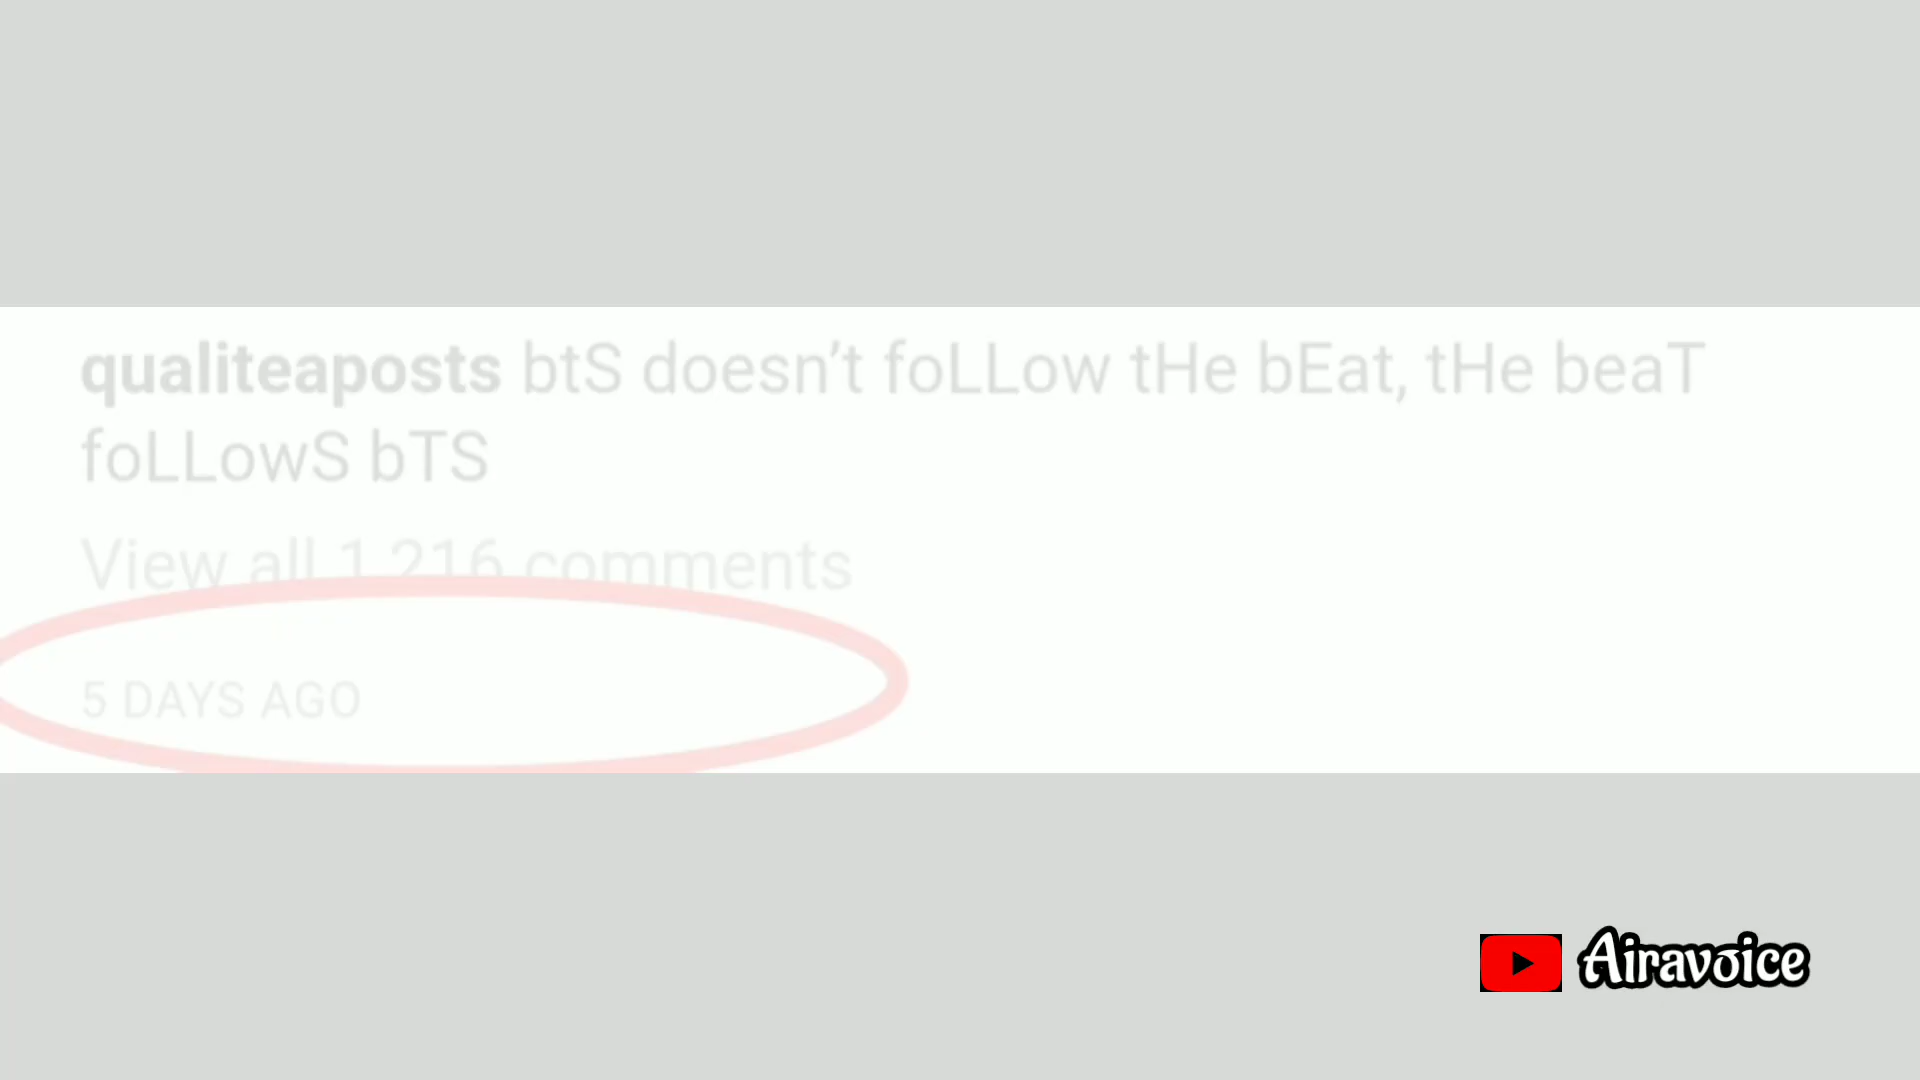 qualiteaposts btS doesn’t foLLow tHe bEat, tHe beaT
foLLowS bTS
View all 1,216 comments
5 DAYS AGO
Airavoice